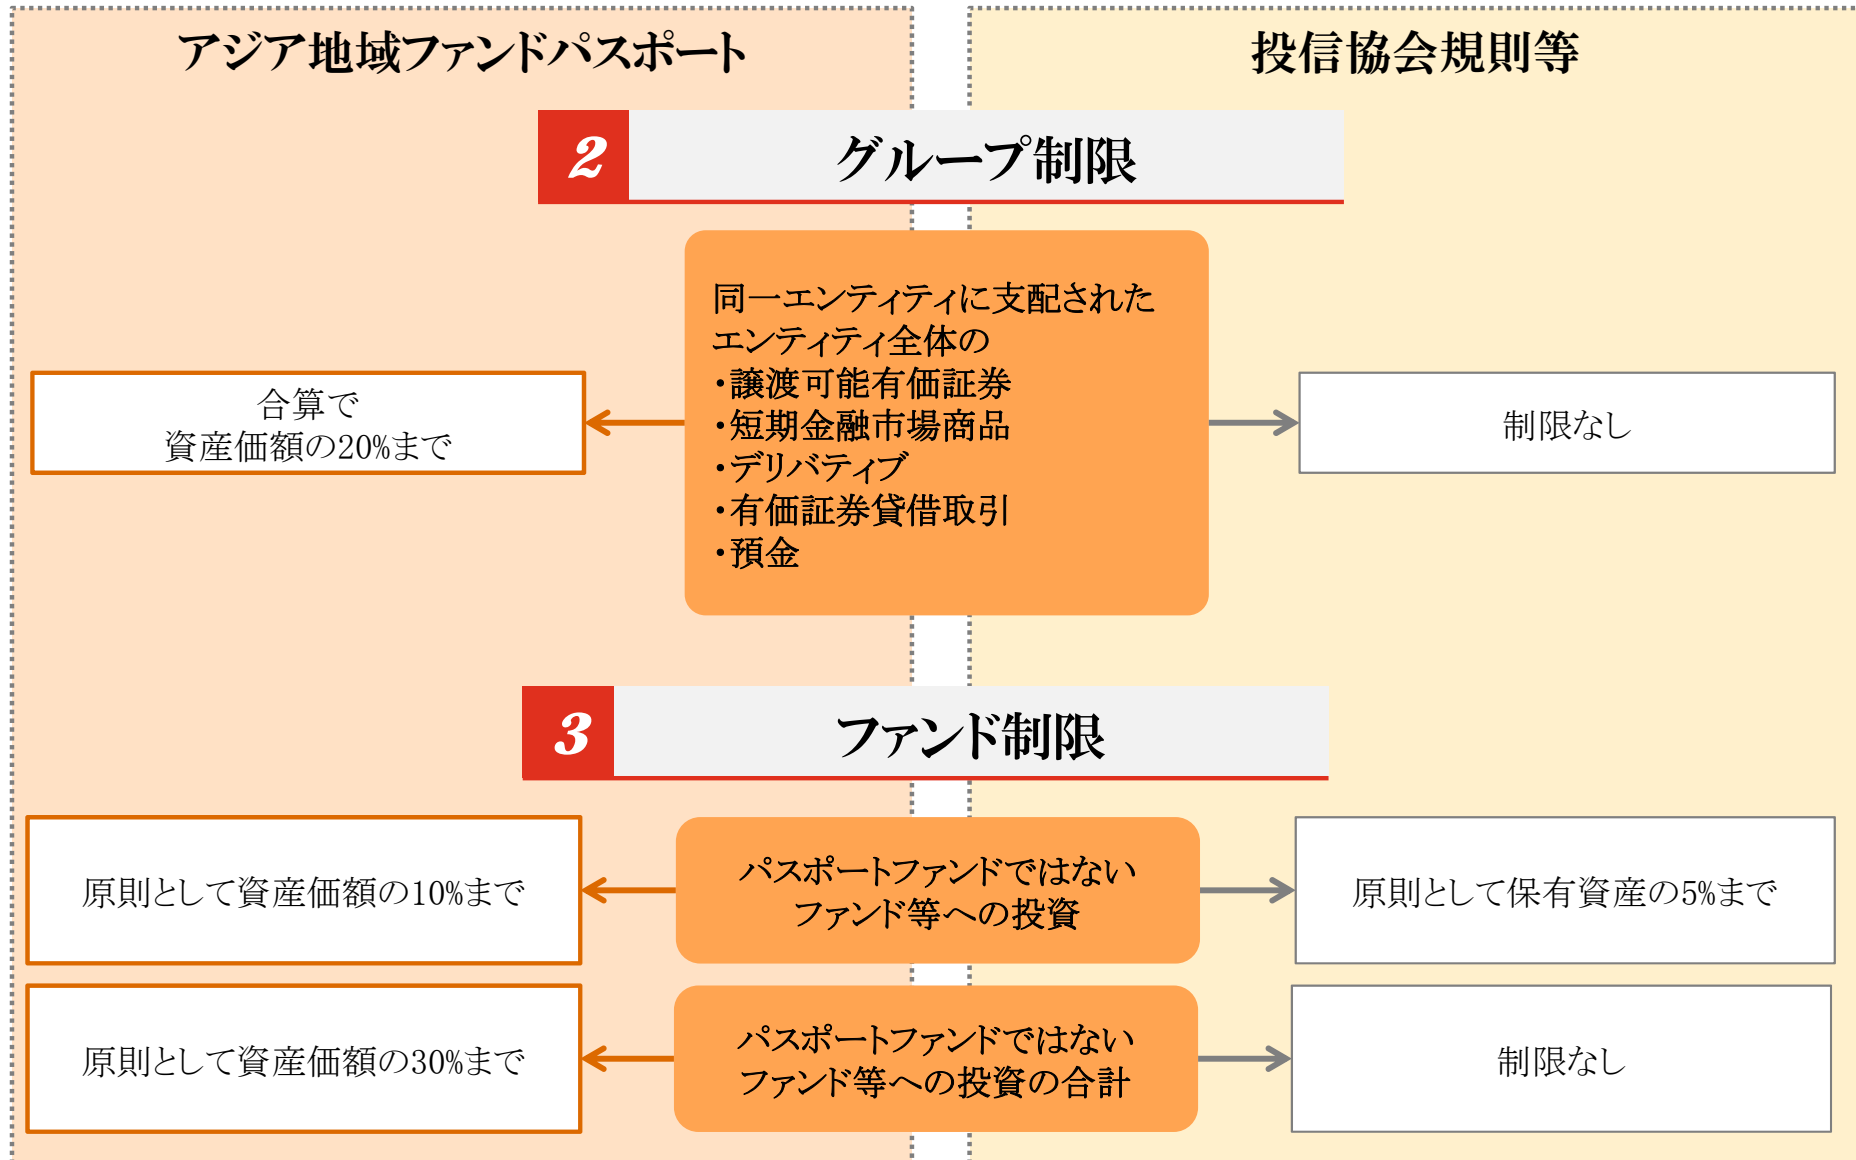 アジア地域ファンドパスポート
投信協会規則等
2
グループ制限
同一エンティティに支配された
エンティティ全体の
・譲渡可能有価証券
・短期金融市場商品
・デリバティブ
・有価証券貸借取引
・預金
合算で
資産価額の20%まで
制限なし
3
ファンド制限
原則として資産価額の10%まで
パスポートファンドではない
ファンド等への投資
原則として保有資産の5%まで
原則として資産価額の30%まで
パスポートファンドではない
ファンド等への投資の合計
制限なし